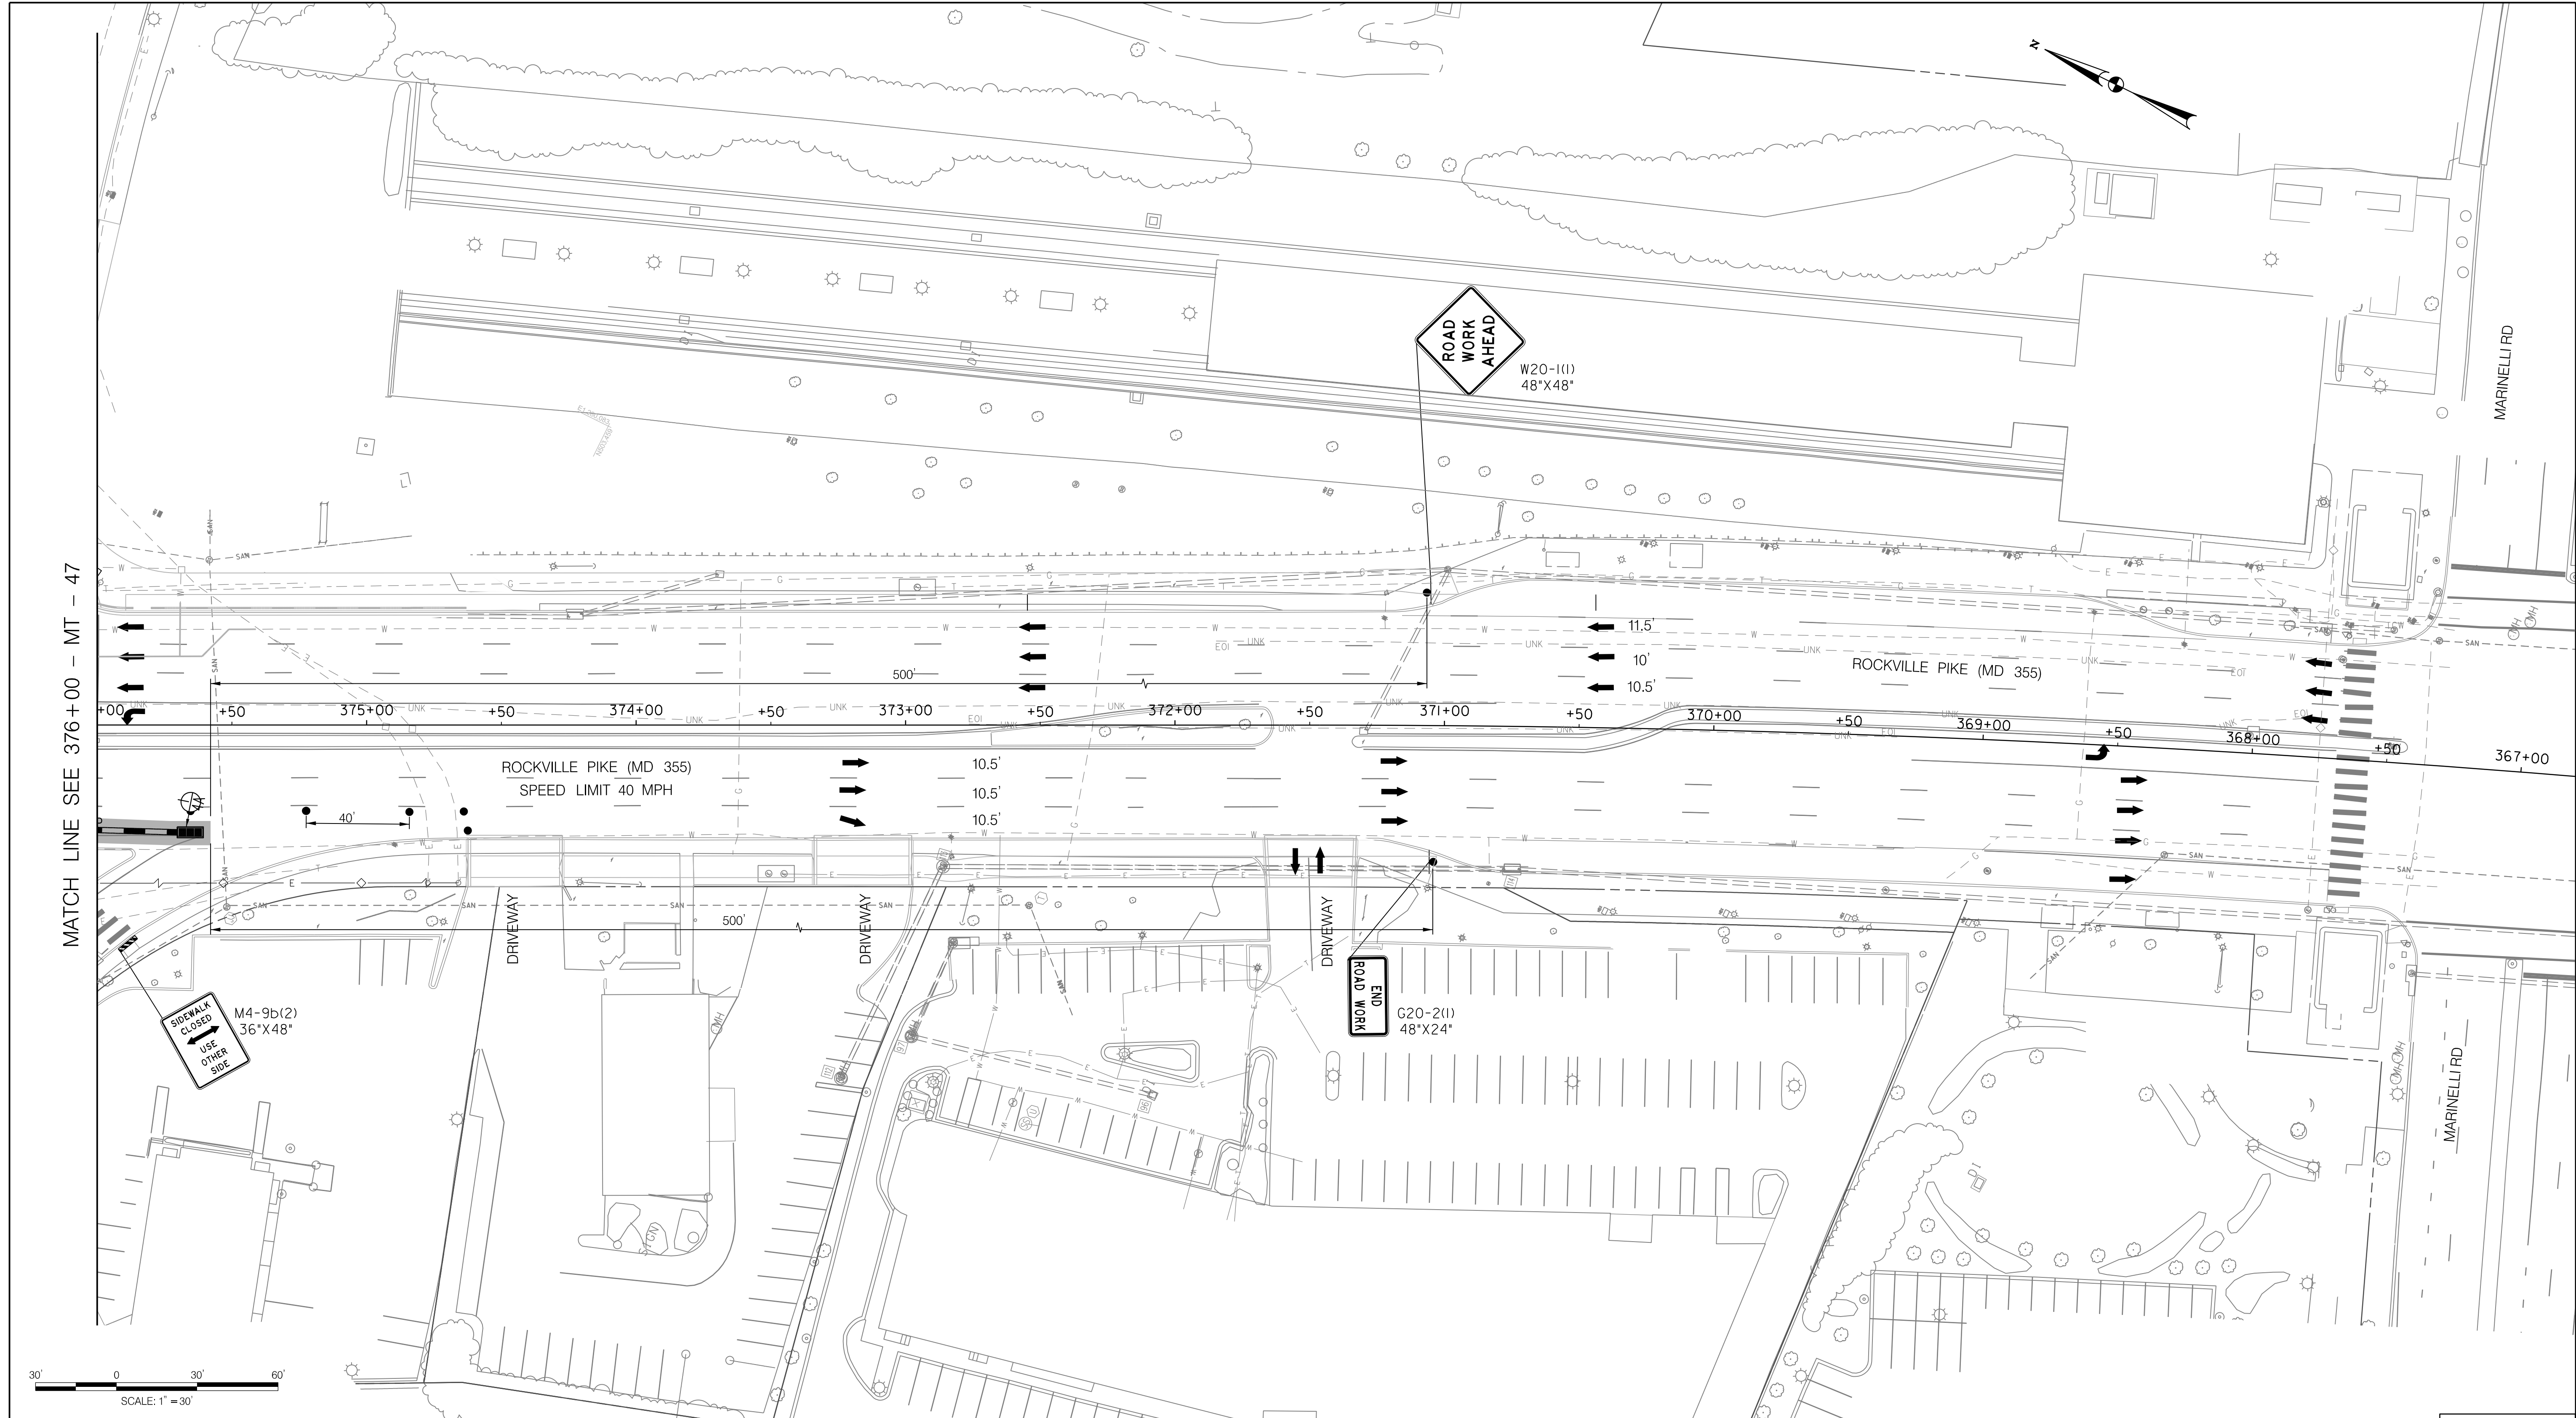 N
MATCH LINE SEE 376+00 - MT - 47
ROAD
WORK
AHEAD
W20-1(1)
48"X48"
MARINELLI RD
11.5'
10'
10.5'
ROCKVILLE PIKE (MD 355)
500'
+00
+50
375+00
+50
374+00
+50
373+00
+50
372+00
+50
371+00
+50
370+00
+50
369+00
+50
368+00
+50
367+00
ROCKVILLE PIKE (MD 355)
SPEED LIMIT 40 MPH
10.5'
10.5'
10.5'
40'
500'
DRIVEWAY
DRIVEWAY
DRIVEWAY
SIDEWALK
CLOSED
USE
OTHER
SIDE
M4-9b(2)
36"X48"
END
ROAD WORK
G20-2(1)
48"X24"
MARINELLI RD
SIGN
30' 0 30' 60'
SCALE: 1" = 30'